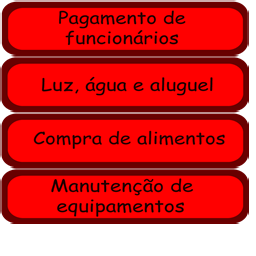 Pagamento de
funcionários
Luz, água e aluguel
Compra de alimentos
Manutenção de
equipamentos